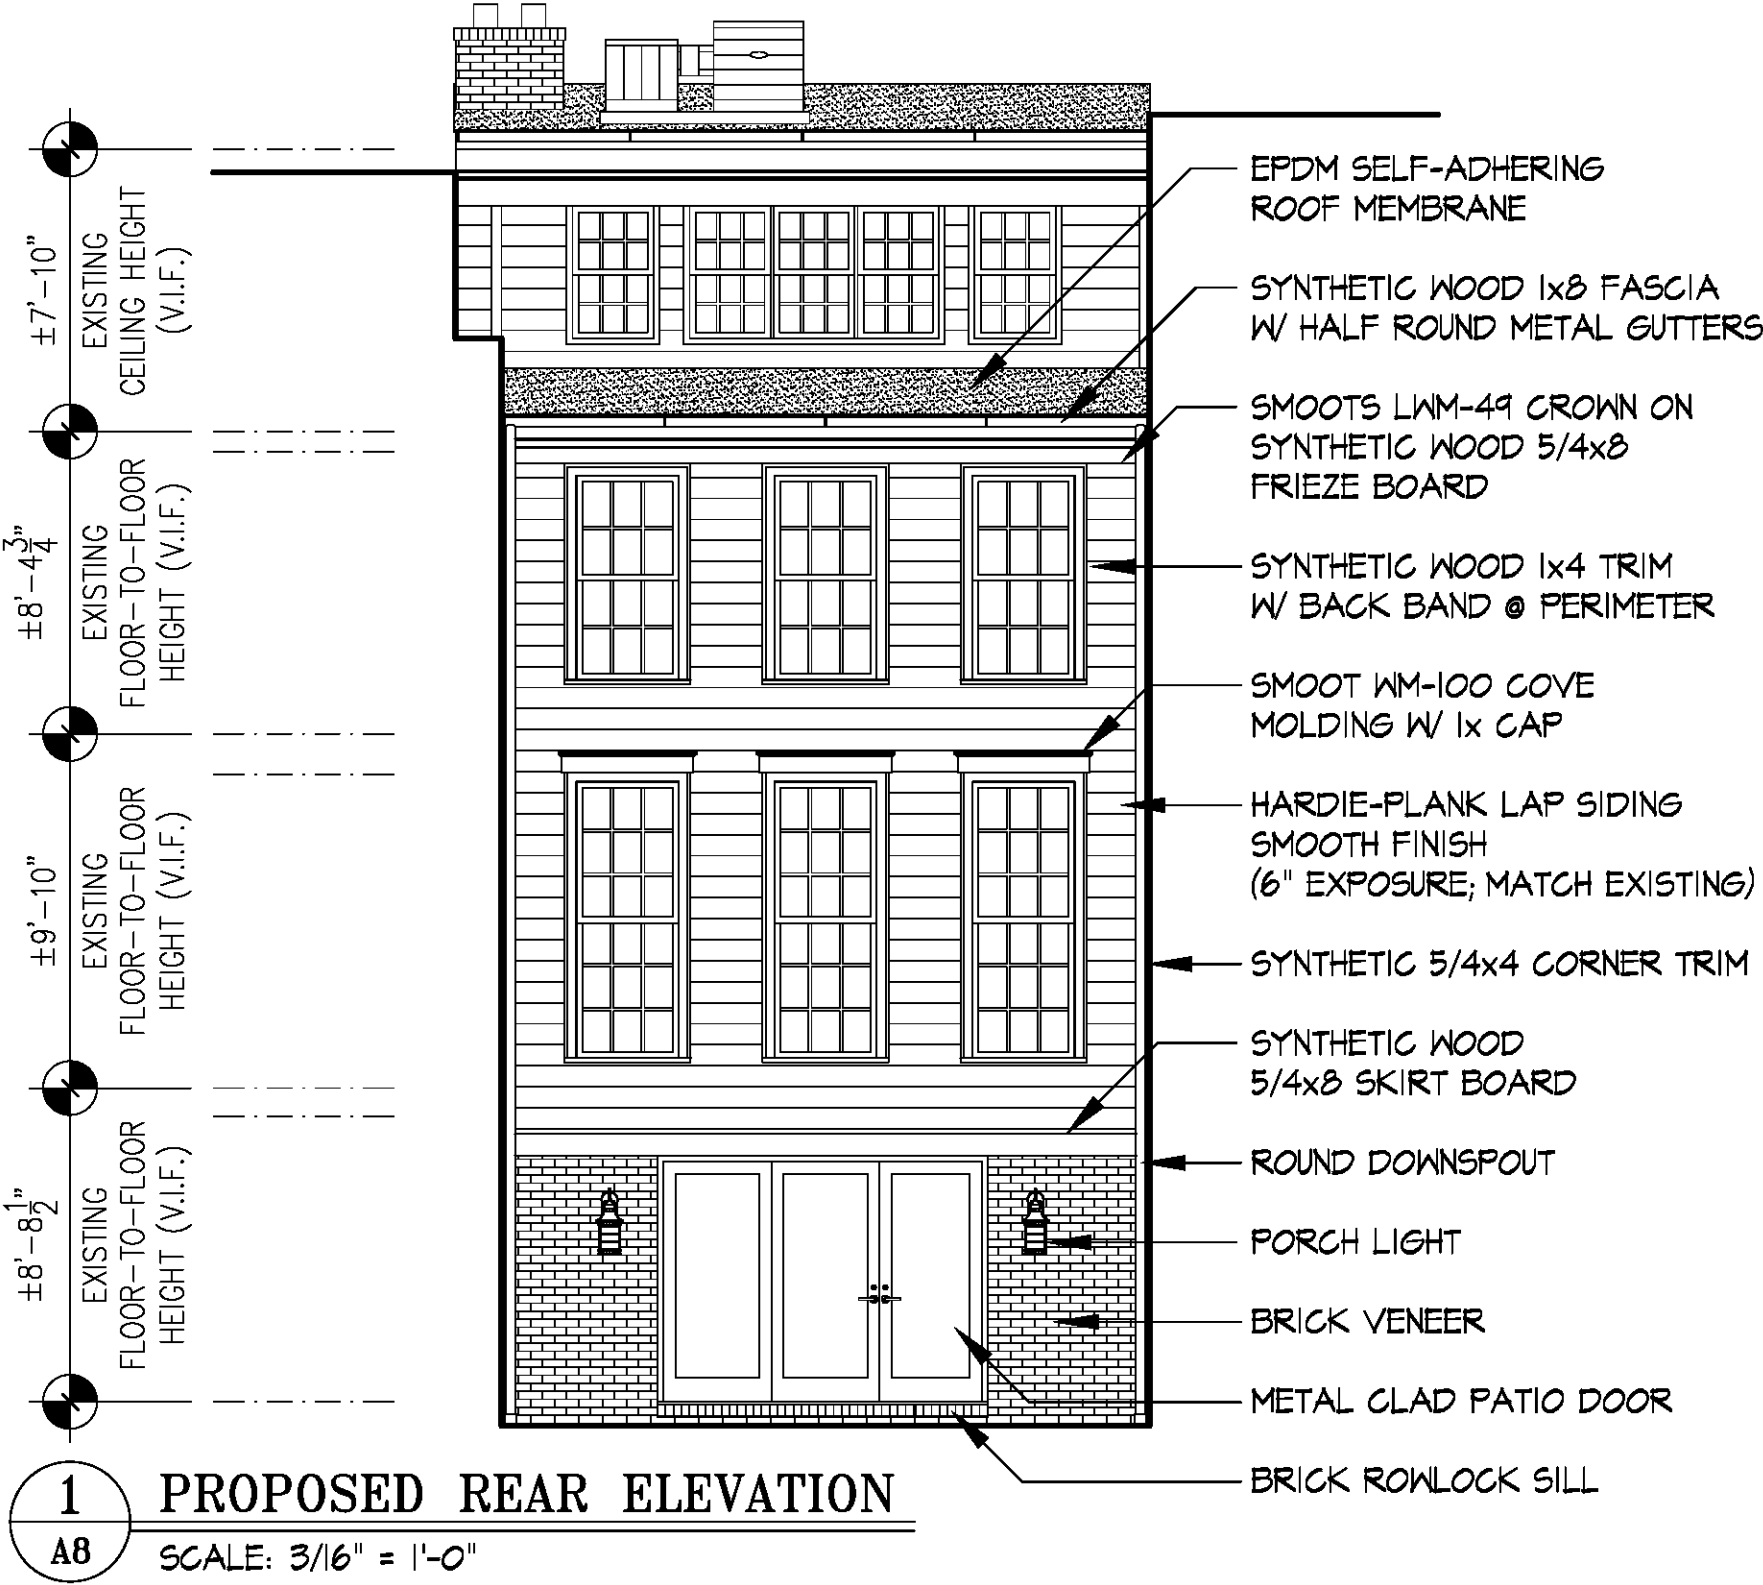 ±7'-10"
EXISTING
CEILING HEIGHT
(V.I.F.)
±8'-4 3/4"
EXISTING
FLOOR-TO-FLOOR
HEIGHT (V.I.F.)
±9'-10"
EXISTING
FLOOR-TO-FLOOR
HEIGHT (V.I.F.)
±8'-8 1/2"
EXISTING
FLOOR-TO-FLOOR
HEIGHT (V.I.F.)
EPDM SELF-ADHERING
ROOF MEMBRANE
SYNTHETIC WOOD 1x8 FASCIA
W/ HALF ROUND METAL GUTTERS
SMOOTS LWM-49 CROWN ON
SYNTHETIC WOOD 5/4x8
FRIEZE BOARD
SYNTHETIC WOOD 1x4 TRIM
W/ BACK BAND @ PERIMETER
SMOOT WM-100 COVE
MOLDING W/ 1x CAP
HARDIE-PLANK LAP SIDING
SMOOTH FINISH
(6" EXPOSURE; MATCH EXISTING)
SYNTHETIC 5/4x4 CORNER TRIM
SYNTHETIC WOOD
5/4x8 SKIRT BOARD
ROUND DOWNSPOUT
PORCH LIGHT
BRICK VENEER
METAL CLAD PATIO DOOR
BRICK ROWLOCK SILL
1
A8
PROPOSED REAR ELEVATION
SCALE: 3/16" = 1'-0"